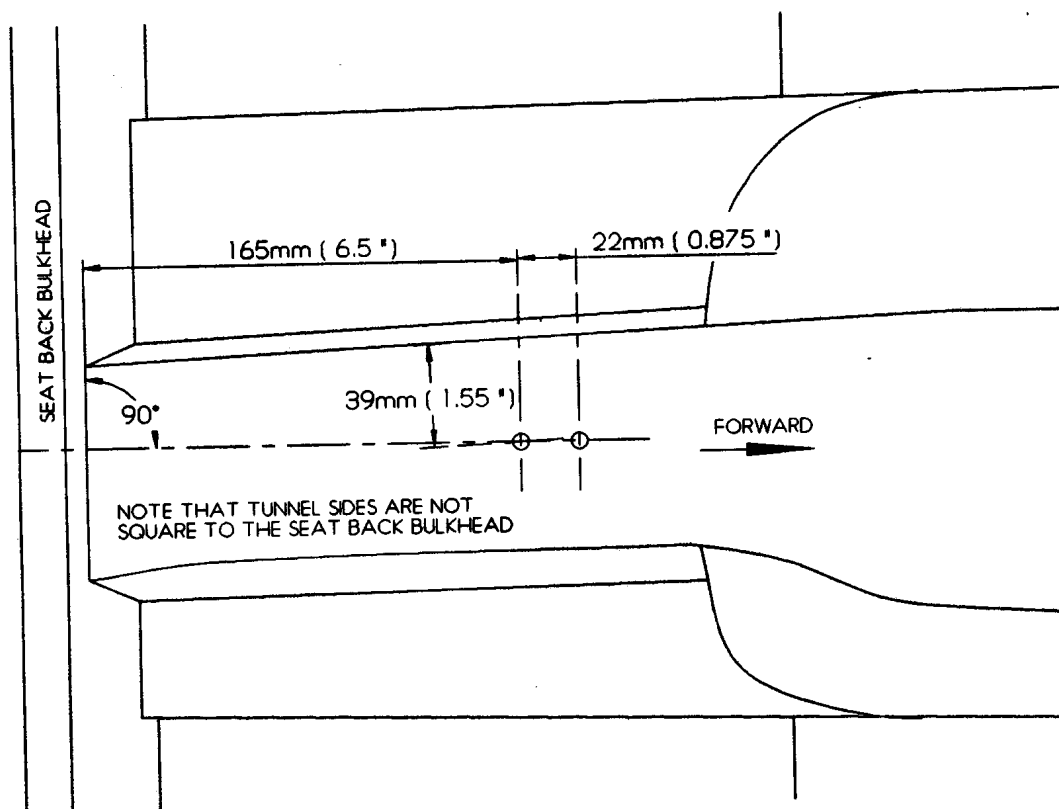 SEAT BACK BULKHEAD
165mm ( 6.5 ")
22mm ( 0.875 ")
39mm ( 1.55 ")
90°
FORWARD
NOTE THAT TUNNEL SIDES ARE NOT
SQUARE TO THE SEAT BACK BULKHEAD